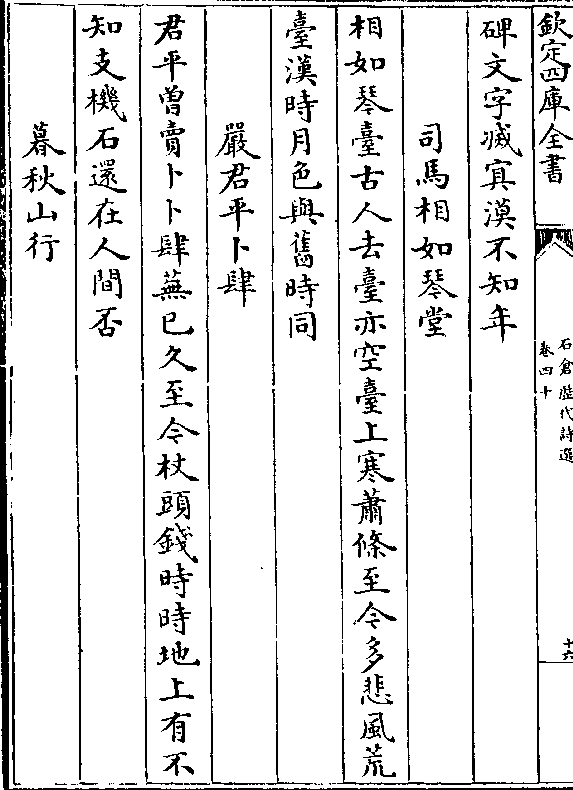 欽定四庫全書
石倉歴代詩選
卷四十
十六
碑文字滅寘漠不知年
司馬相如琴堂
相如琴臺古人去臺亦空臺上寒蕭條至今多悲風荒
臺漢時月色與舊時同
嚴君平卜肆
君平曽賣卜卜肆蕪已久至今杖頭錢時時地上有不
知支機石還在人間否
暮秋山行